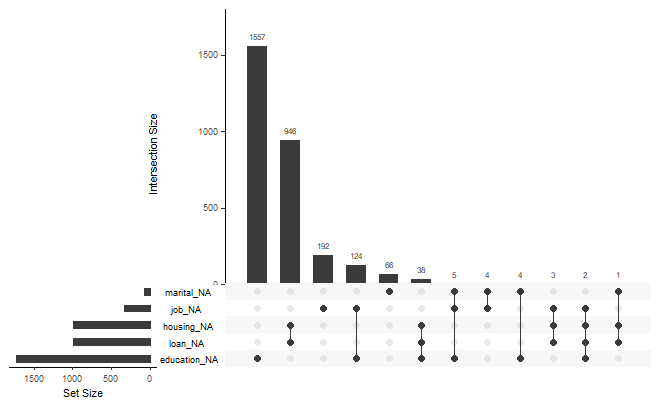 1557
1500
946
1000
Intersection Size
500
192
124
66
38
5
4
4
3
2
1
0
marital_NA
job_NA
housing_NA
loan_NA
education_NA
1500
1000
500
0
Set Size